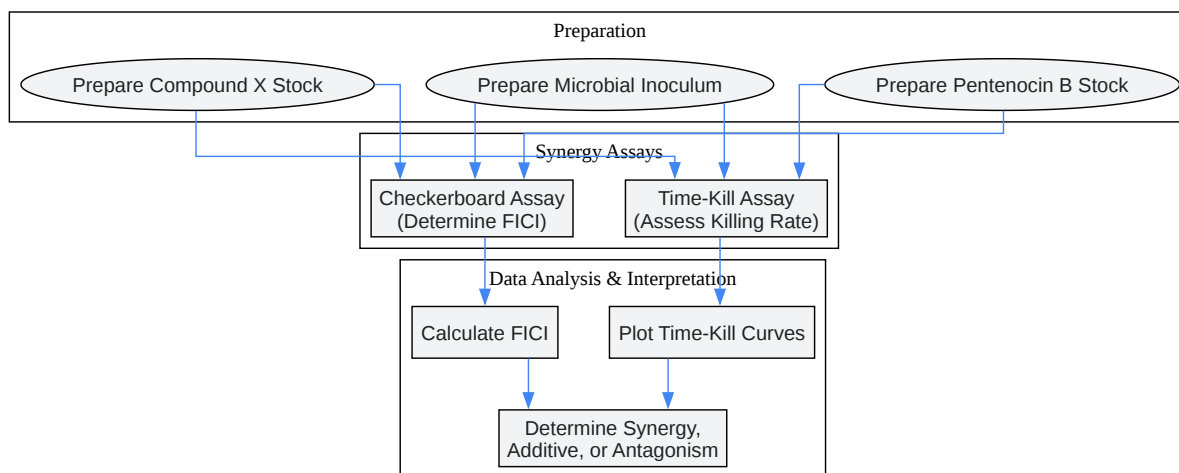 Preparation
Prepare Compound X Stock
Prepare Microbial Inoculum
Prepare Pentenocin B Stock
Synergy Assays
Checkerboard Assay
(Determine FICI)
Time-Kill Assay
(Assess Killing Rate)
Data Analysis & Interpretation
Calculate FICI
Plot Time-Kill Curves
Determine Synergy,
Additive, or Antagonism